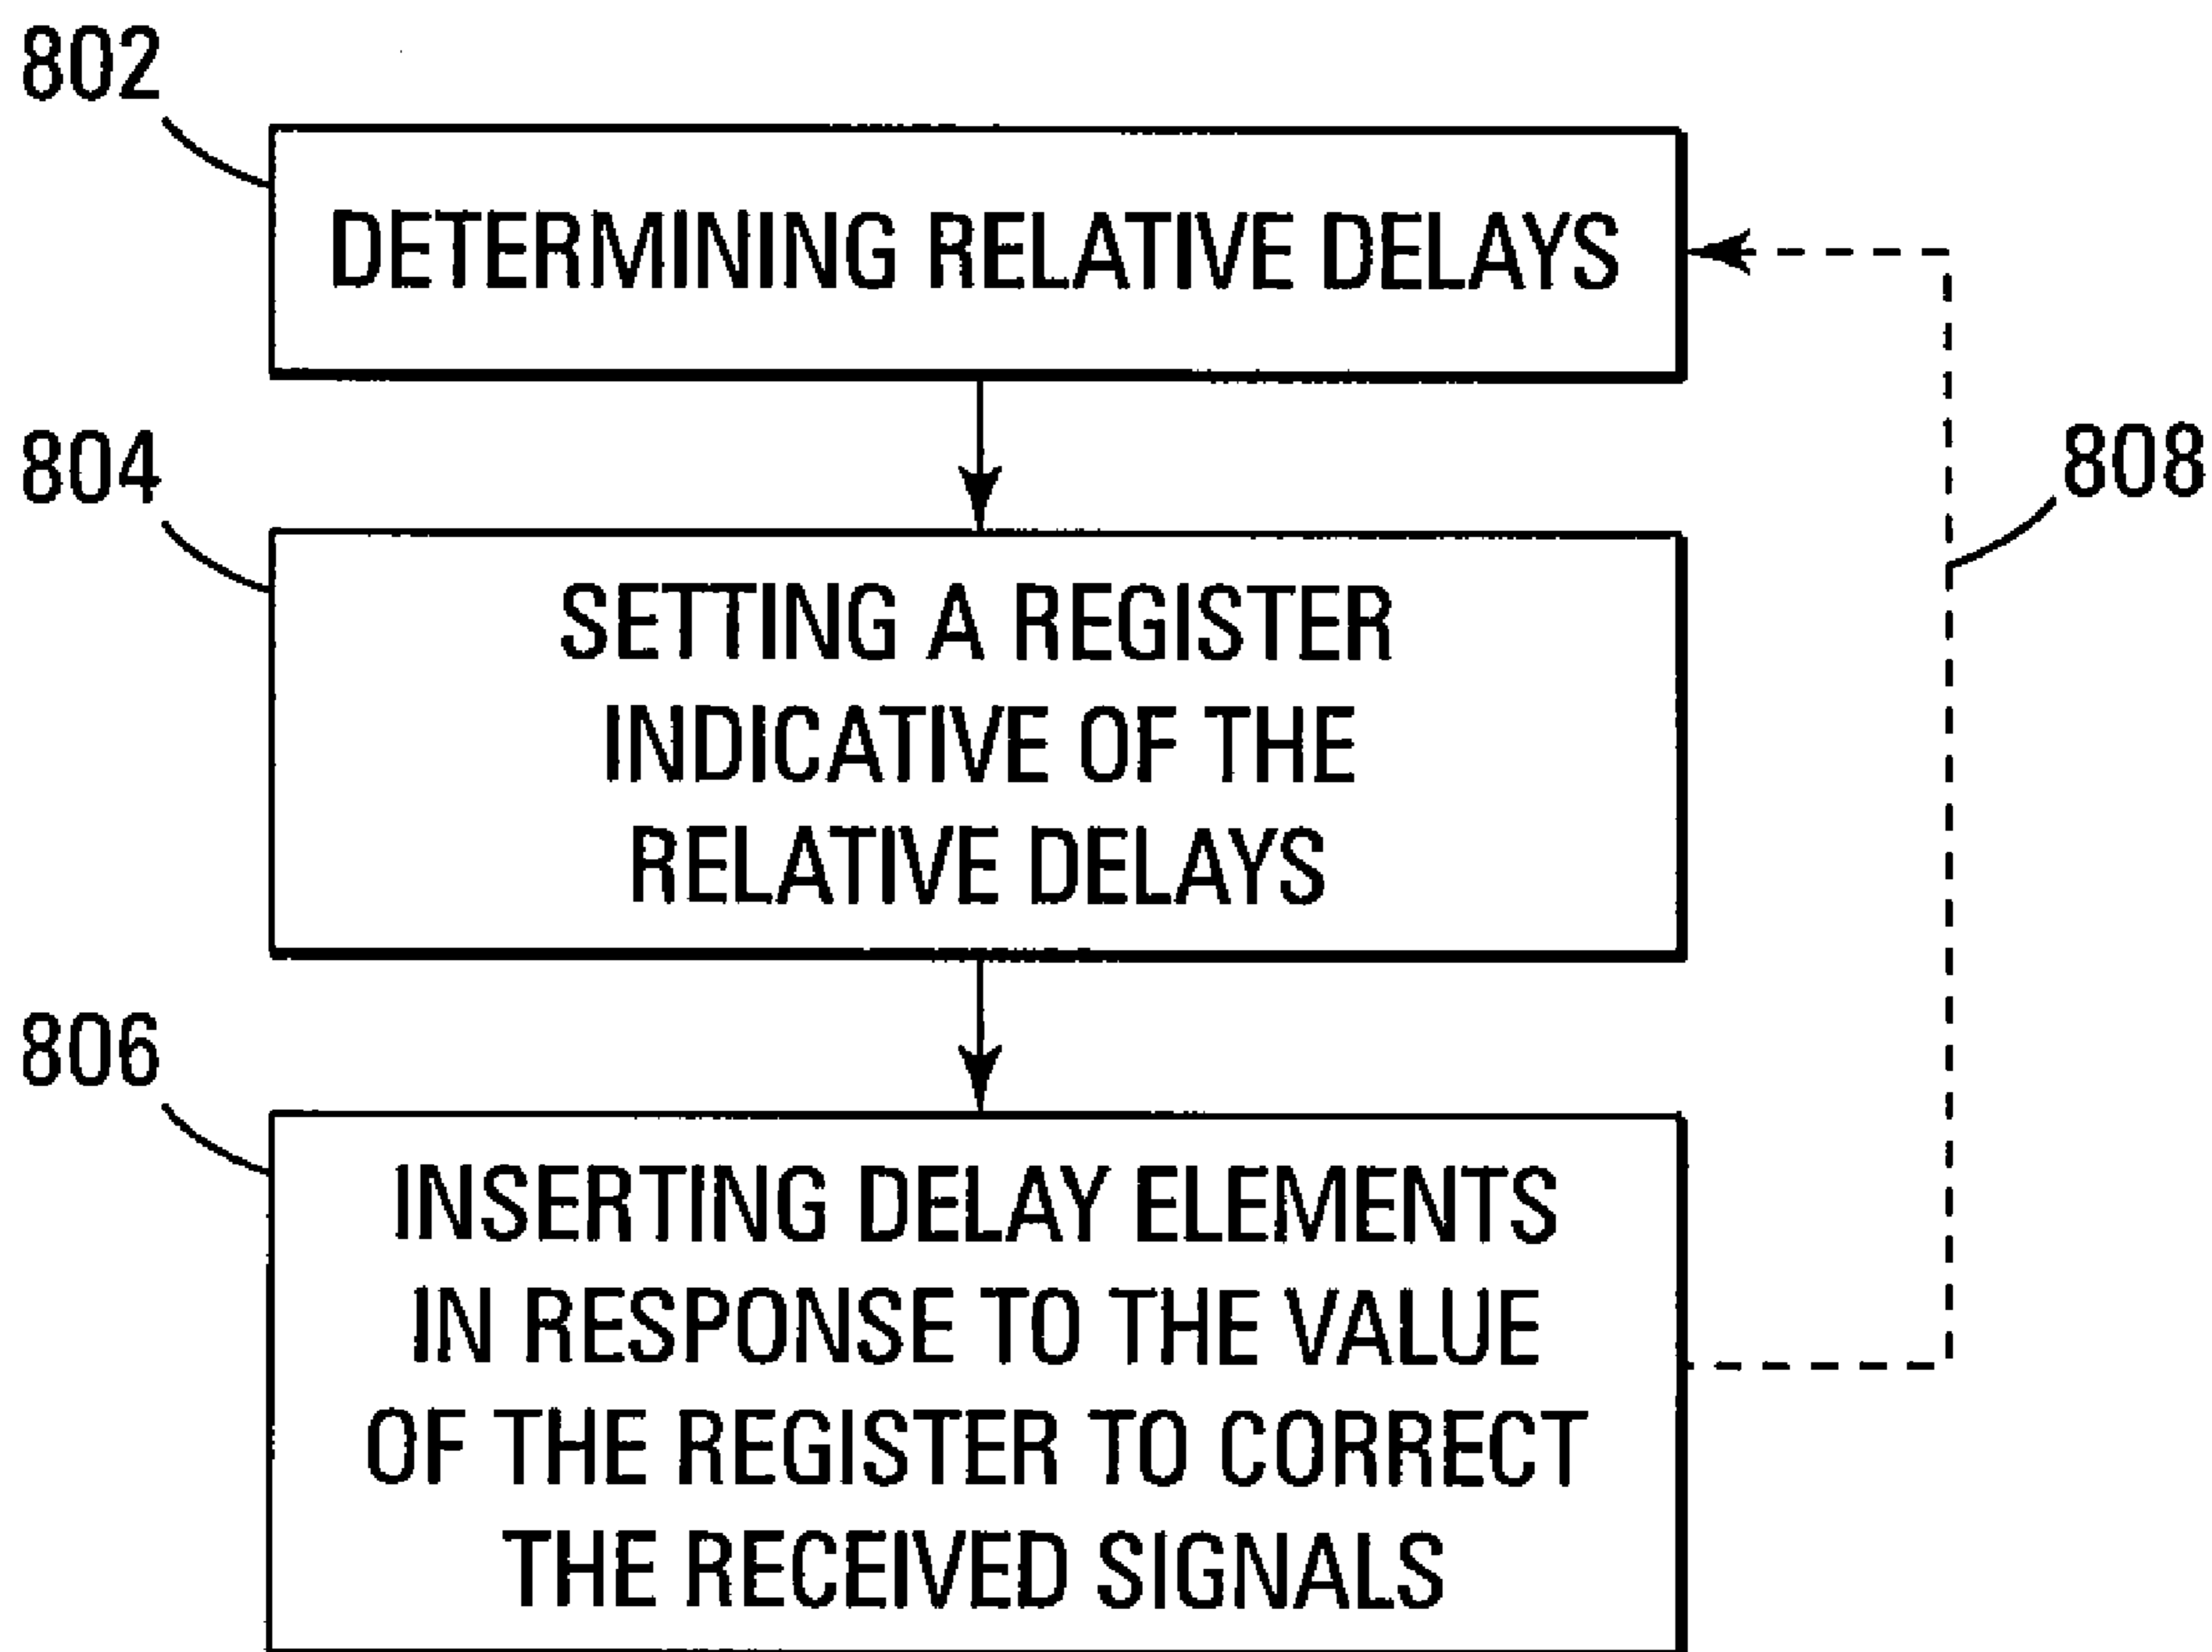 802
DETERMINING RELATIVE DELAYS
804
SETTING A REGISTER
INDICATIVE OF THE
RELATIVE DELAYS
808
806
INSERTING DELAY ELEMENTS
IN RESPONSE TO THE VALUE
OF THE REGISTER TO CORRECT
THE RECEIVED SIGNALS